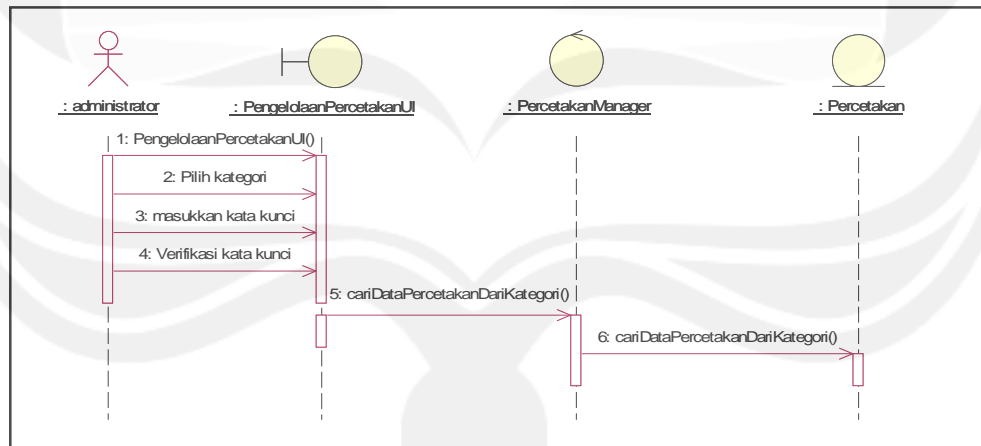 : administrator
: PengelolaanPercetakanUI
: PercetakanManager
: Percetakan
1: PengelolaanPercetakanUI()
2: Pilih kategori
3: masukkan kata kunci
4: Verifikasi kata kunci
5: cariDataPercetakanDariKategori()
6: cariDataPercetakanDariKategori()